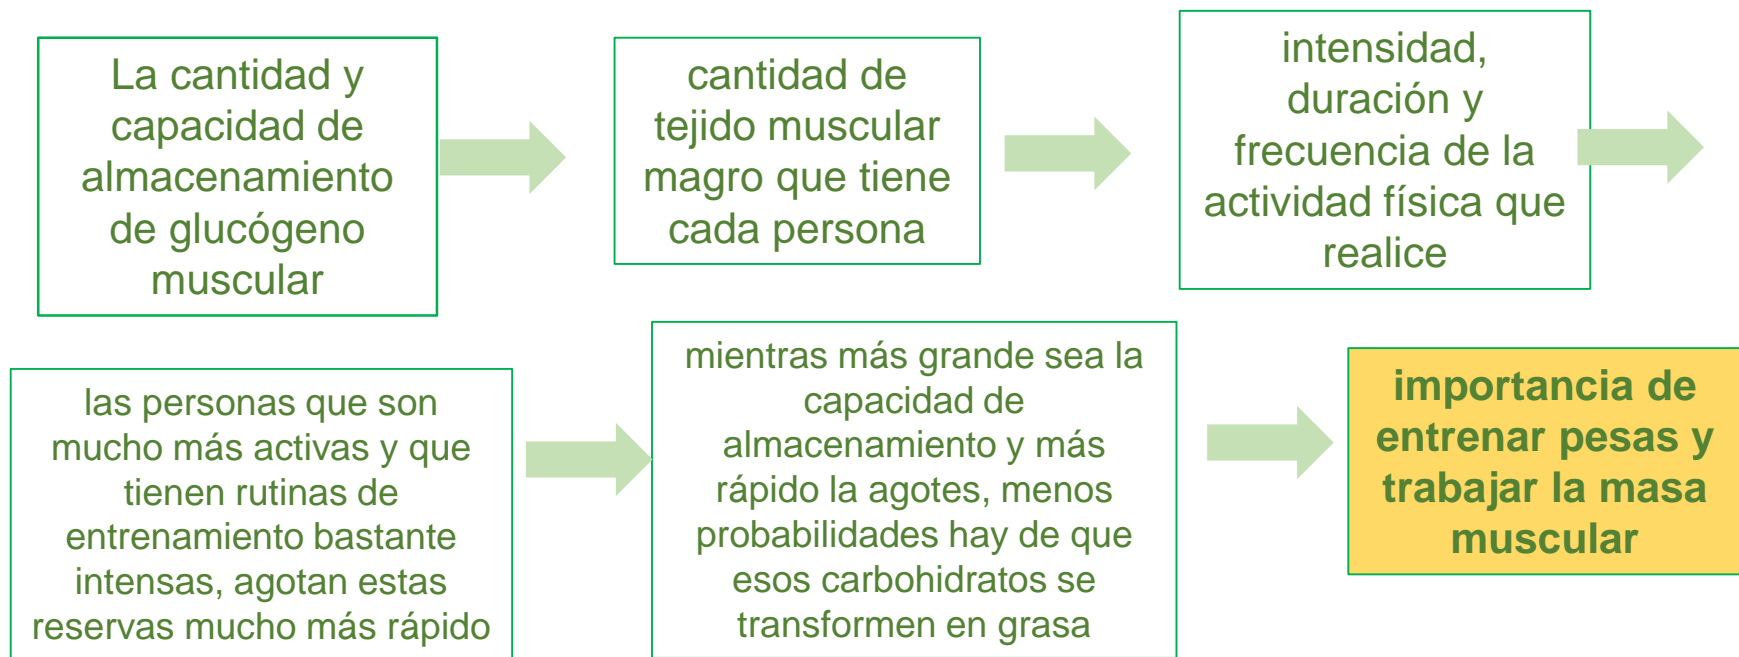 La cantidad y
capacidad de
almacenamiento
de glucógeno
muscular
cantidad de
tejido muscular
magro que tiene
cada persona
intensidad,
duración y
frecuencia de la
actividad física que
realice
las personas que son
mucho más activas y que
tienen rutinas de
entrenamiento bastante
intensas, agotan estas
reservas mucho más rápido
mientras más grande sea la
capacidad de
almacenamiento y más
rápido la agotes, menos
probabilidades hay de que
esos carbohidratos se
transformen en grasa
importancia de
entrenar pesas y
trabajar la masa
muscular